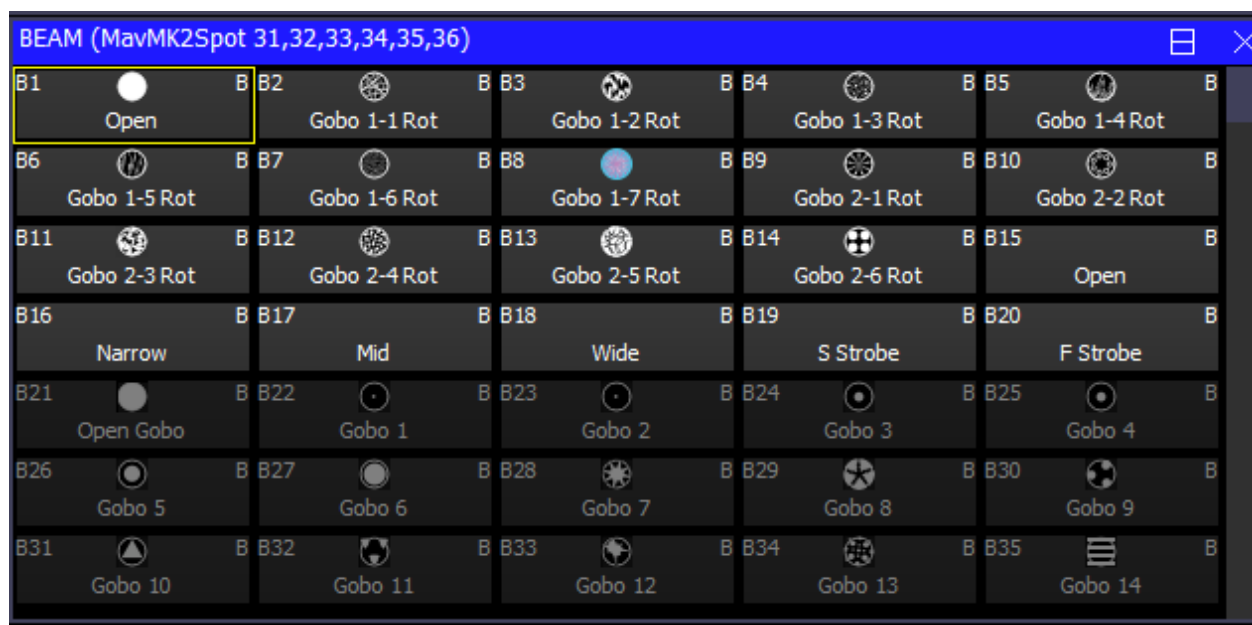 BEAM (MavMK2Spot 31,32,33,34,35,36)
B1 B B2 B B3 B B4 B B5 B
Open Gobo 1-1 Rot Gobo 1-2 Rot Gobo 1-3 Rot Gobo 1-4 Rot
B6 B B7 B B8 B B9 B B10 B
Gobo 1-5 Rot Gobo 1-6 Rot Gobo 1-7 Rot Gobo 2-1 Rot Gobo 2-2 Rot
B11 B B12 B B13 B B14 B B15 B
Gobo 2-3 Rot Gobo 2-4 Rot Gobo 2-5 Rot Gobo 2-6 Rot Open
B16 B B17 B B18 B B19 B B20 B
Narrow Mid Wide S Strobe F Strobe
B21 B B22 B B23 B B24 B B25 B
Open Gobo Gobo 1 Gobo 2 Gobo 3 Gobo 4
B26 B B27 B B28 B B29 B B30 B
Gobo 5 Gobo 6 Gobo 7 Gobo 8 Gobo 9
B31 B B32 B B33 B B34 B B35 B
Gobo 10 Gobo 11 Gobo 12 Gobo 13 Gobo 14